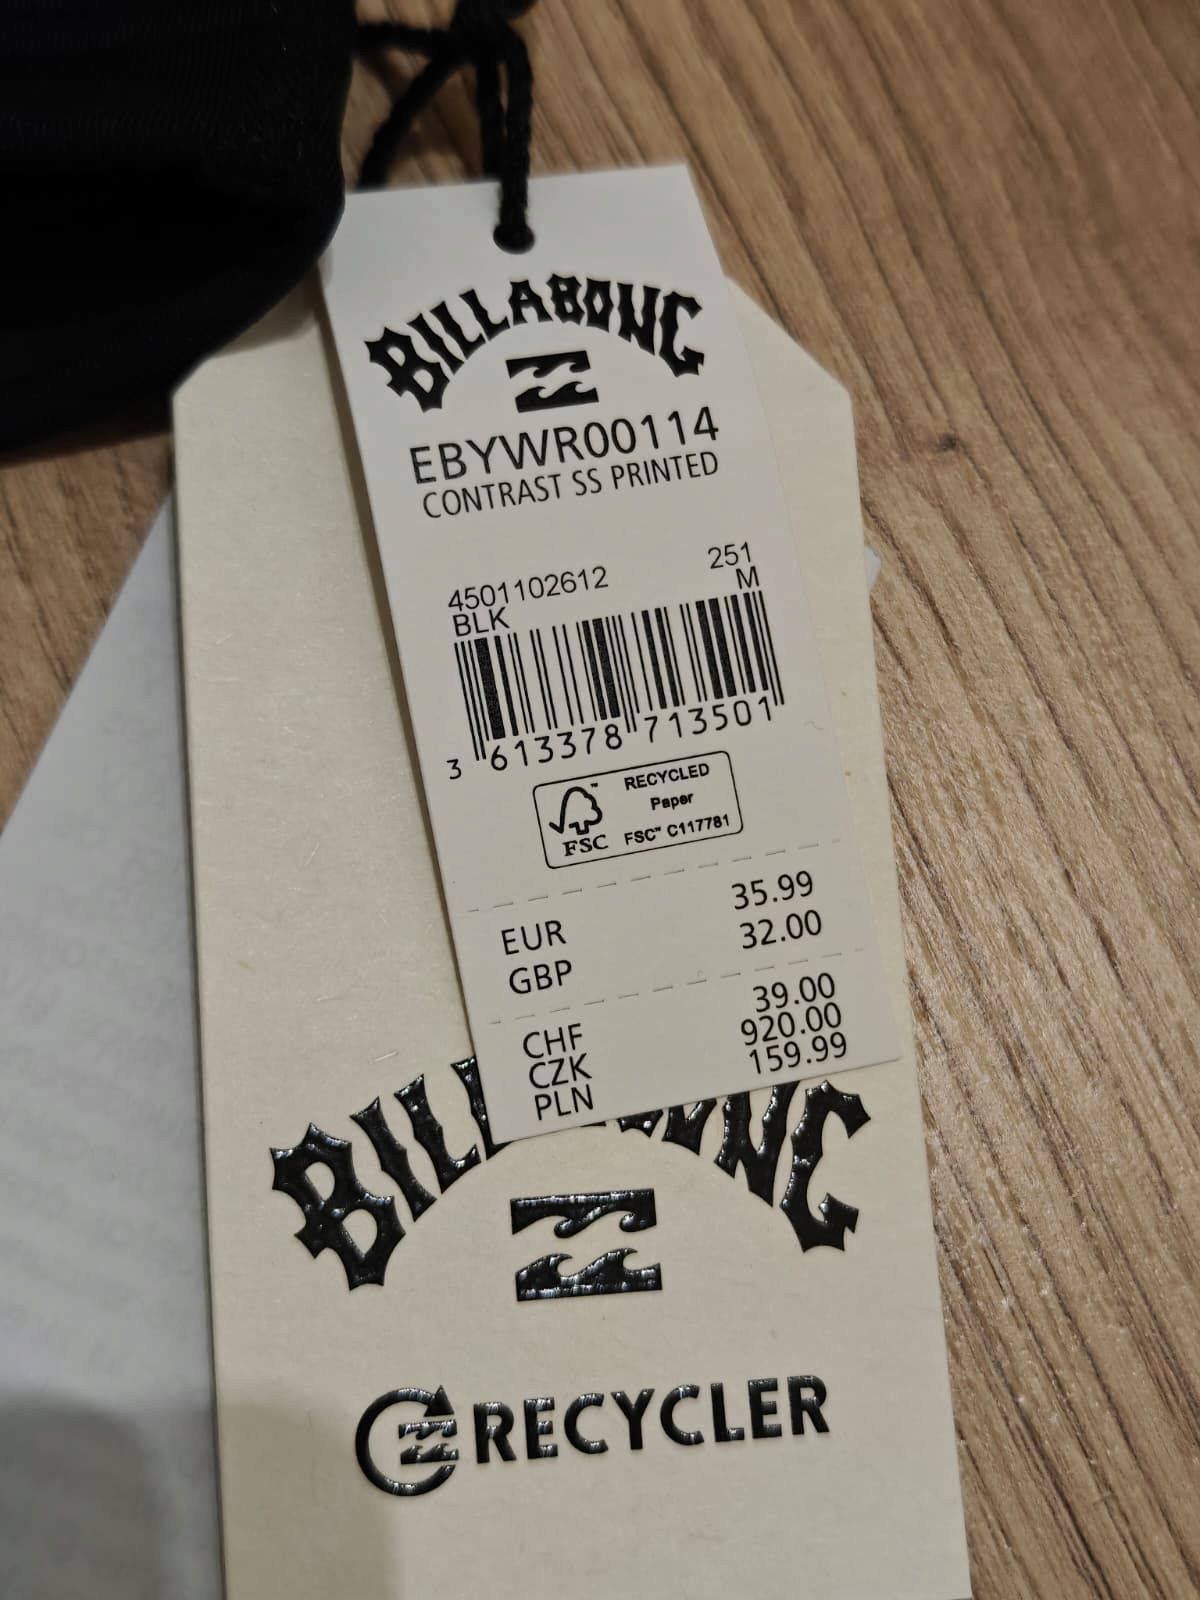 BILLABONG
EBYWR00114
CONTRAST SS PRINTED
4501102612 251
BLK M
3 613378 713501
RECYCLED
Paper
FSC™ C117781
FSC
EUR 35.99
GBP 32.00
CHF 39.00
CZK 920.00
PLN 159.99
BILLABONG
RECYCLER